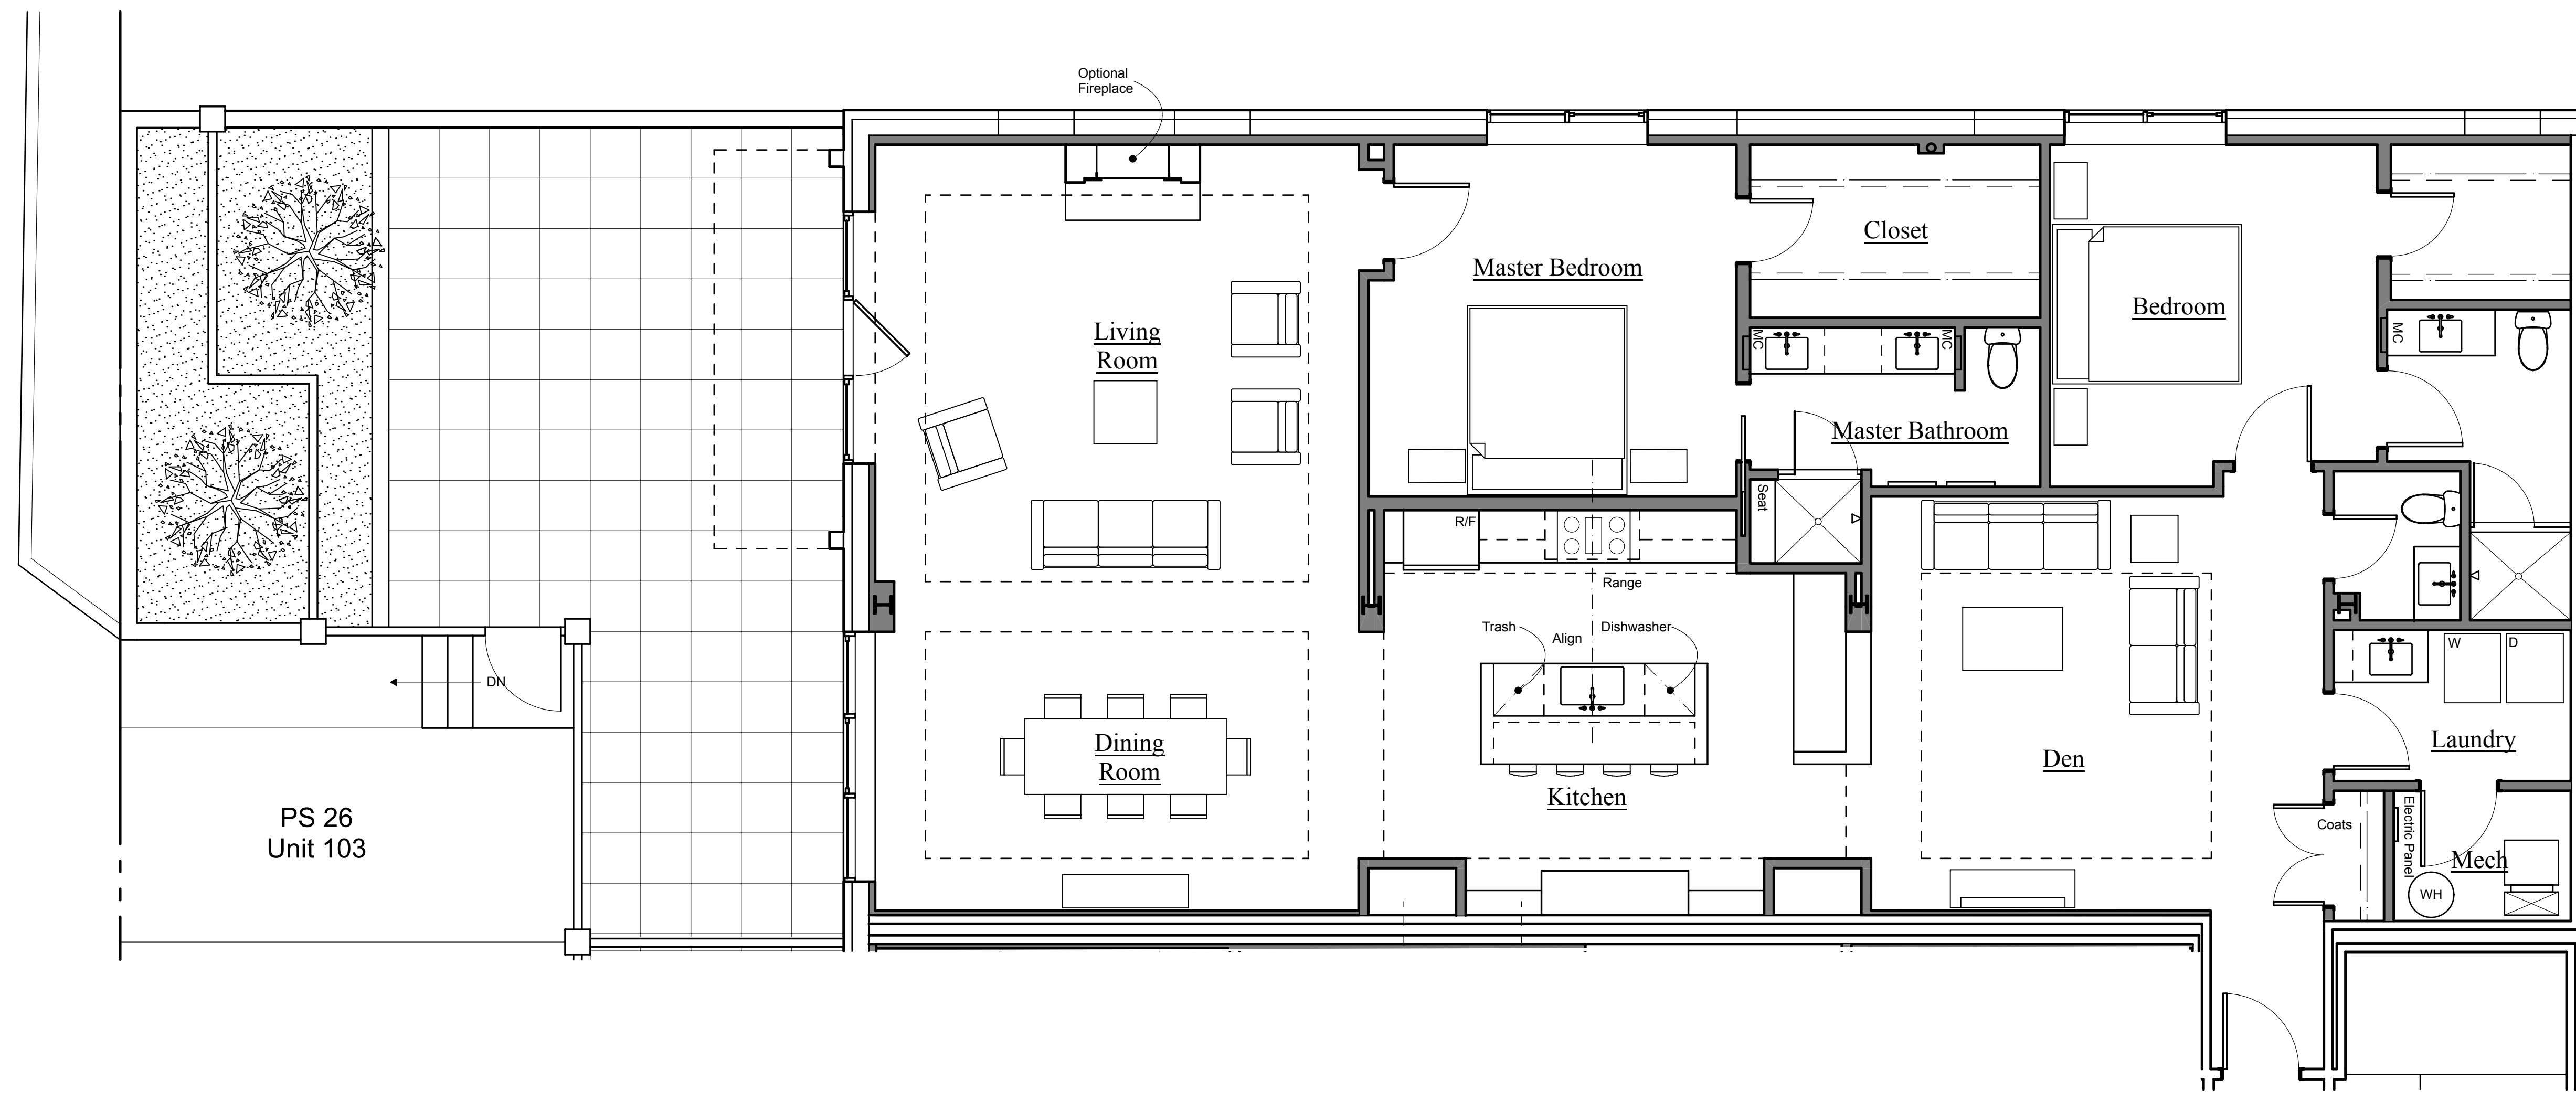 Optional
Fireplace
Closet
Master Bedroom
Bedroom
Living
Room
MC
MC
MC
Master Bathroom
Seat
R/F
Range
Trash
Align
Dishwasher
W
D
DN
Dining
Room
Laundry
Den
Kitchen
PS 26
Unit 103
Coats
Electric Panel
Mech
WH